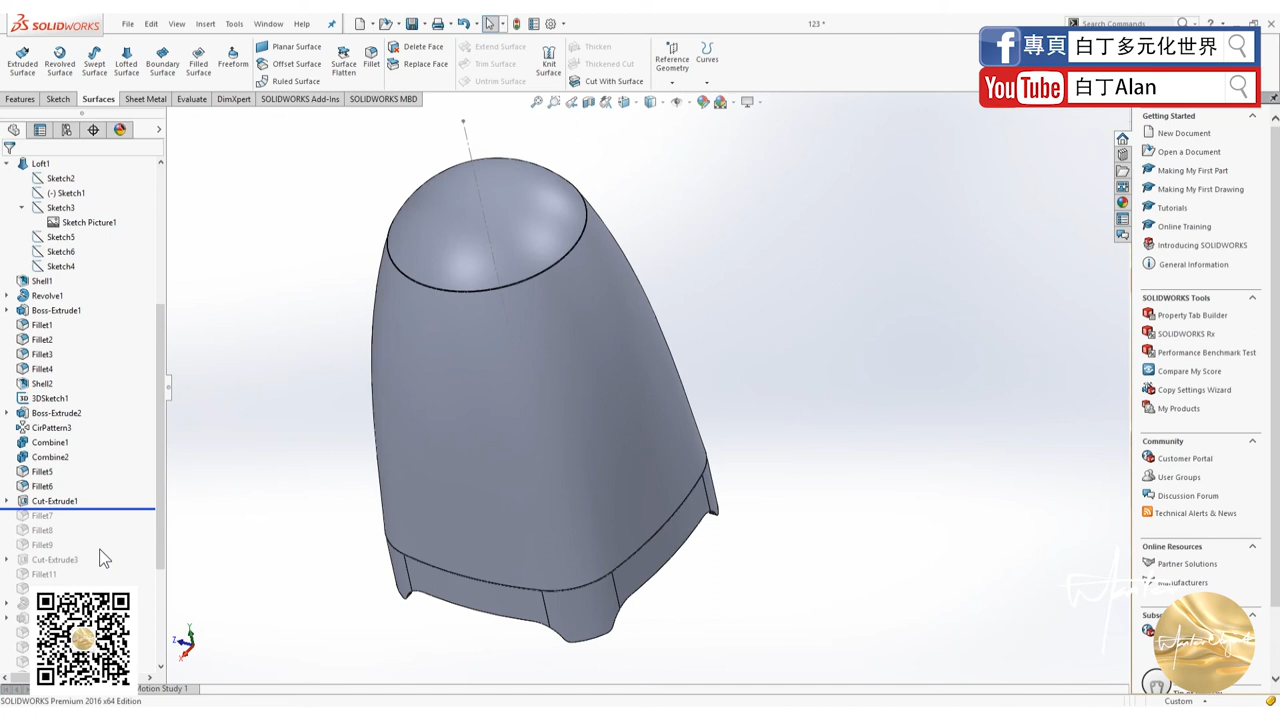 SOLIDWORKS
File Edit View Insert Tools Window Help
123 *
Search Commands
專頁 白丁多元化世界
YouTube 白丁Alan
Extruded Surface
Revolved Surface
Swept Surface
Lofted Surface
Boundary Surface
Filled Surface
Freeform
Planar Surface
Offset Surface
Ruled Surface
Surface Flatten
Fillet
Delete Face
Replace Face
Extend Surface
Trim Surface
Untrim Surface
Knit Surface
Thicken
Thickened Cut
Cut With Surface
Reference Geometry
Curves
Features Sketch Surfaces Sheet Metal Evaluate DimXpert SOLIDWORKS Add-Ins SOLIDWORKS MBD
Loft1
Sketch2
(-) Sketch1
Sketch3
Sketch Picture1
Sketch5
Sketch6
Sketch4
Shell1
Revolve1
Boss-Extrude1
Fillet1
Fillet2
Fillet3
Fillet4
Shell2
3D 3DSketch1
Boss-Extrude2
CirPattern3
Combine1
Combine2
Fillet5
Fillet6
Cut-Extrude1
Fillet7
Fillet8
Fillet9
Cut-Extrude3
Fillet11
Y
Z
X
Motion Study 1
SOLIDWORKS Premium 2016 x64 Edition
Getting Started
New Document
Open a Document
Making My First Part
Making My First Drawing
Tutorials
Online Training
Introducing SOLIDWORKS
General Information
SOLIDWORKS Tools
Property Tab Builder
SOLIDWORKS Rx
Performance Benchmark Test
Compare My Score
Copy Settings Wizard
My Products
Community
Customer Portal
User Groups
Discussion Forum
Technical Alerts & News
Online Resources
Partner Solutions
Manufacturers
Custom